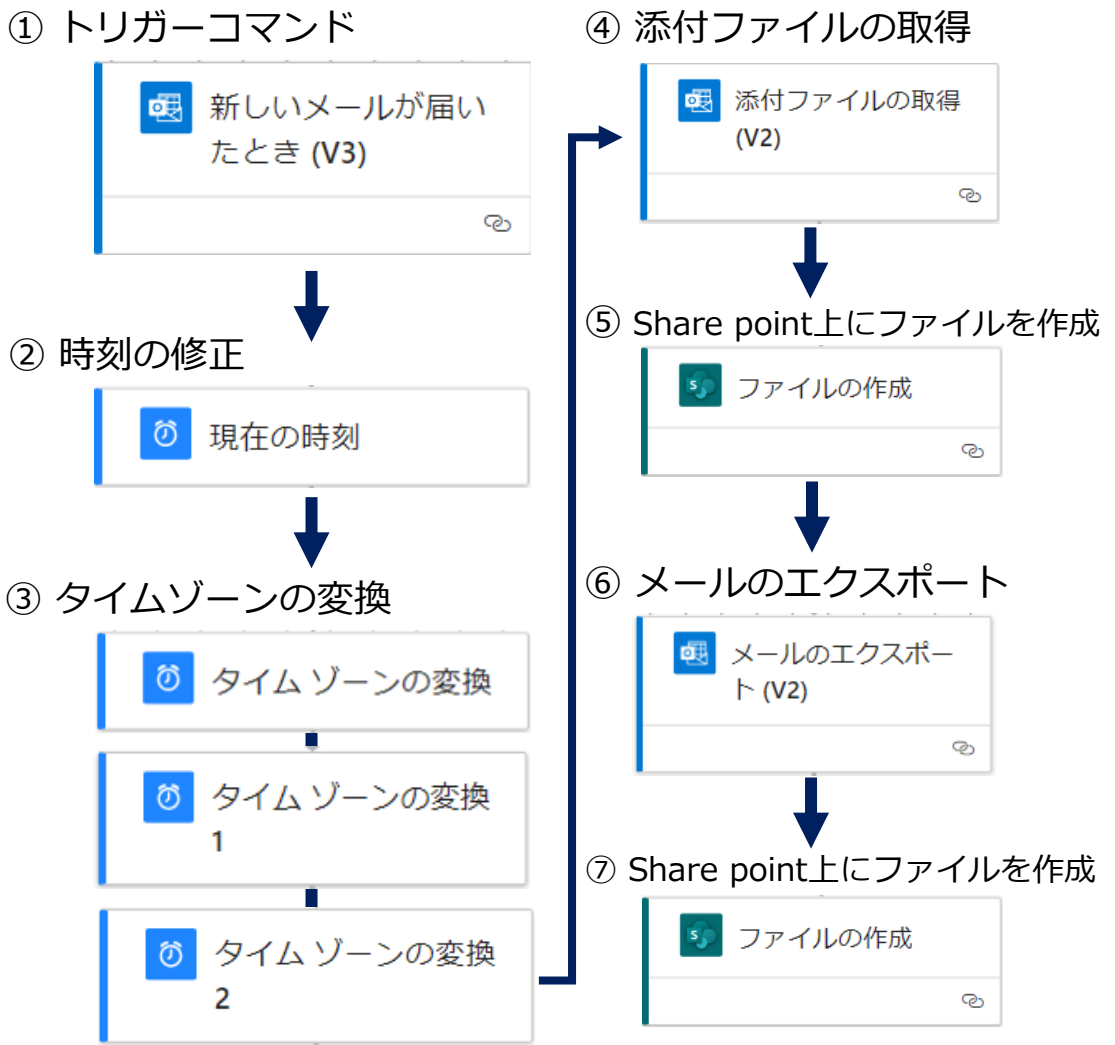 ① トリガーコマンド
新しいメールが届い
たとき (V3)
② 時刻の修正
現在の時刻
③ タイムゾーンの変換
タイム ゾーンの変換
タイム ゾーンの変換
1
タイム ゾーンの変換
2
④ 添付ファイルの取得
添付ファイルの取得
(V2)
⑤ Share point上にファイルを作成
ファイルの作成
⑥ メールのエクスポート
メールのエクスポー
ト (V2)
⑦ Share point上にファイルを作成
ファイルの作成